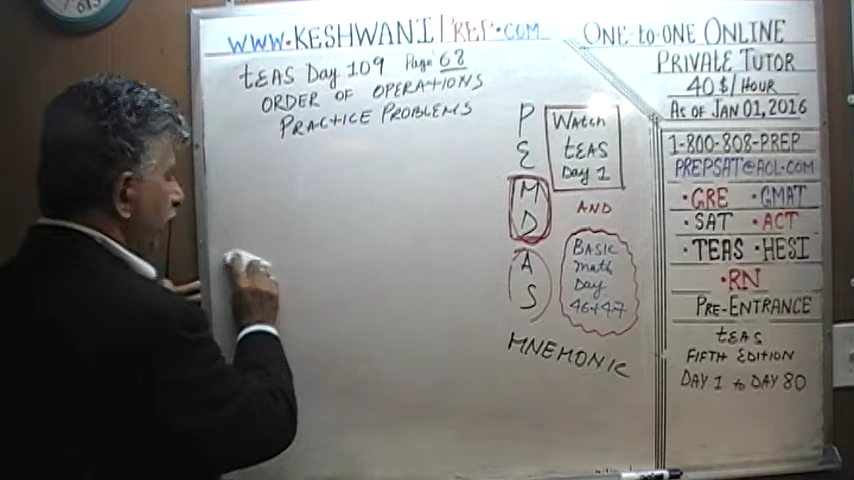 WWW.KESHWANIPREP.COM
TEAS Day 109 Page 68
ORDER OF OPERATIONS
PRACTICE PROBLEMS
P
E
M
D
A
S
MNEMONIC
Watch
TEAS
Day 1
AND
BASIC
math
Day
46+47
ONE-to-ONE ONLINE
PRIVATE TUTOR
40$/HOUR
AS OF JAN 01, 2016
1-800-808-PREP
PREPSAT@AOL.COM
•GRE •GMAT
•SAT •ACT
•TEAS •HESI
•RN
PRE-ENTRANCE
TEAS
FIFTH EDITION
DAY 1 to DAY 80